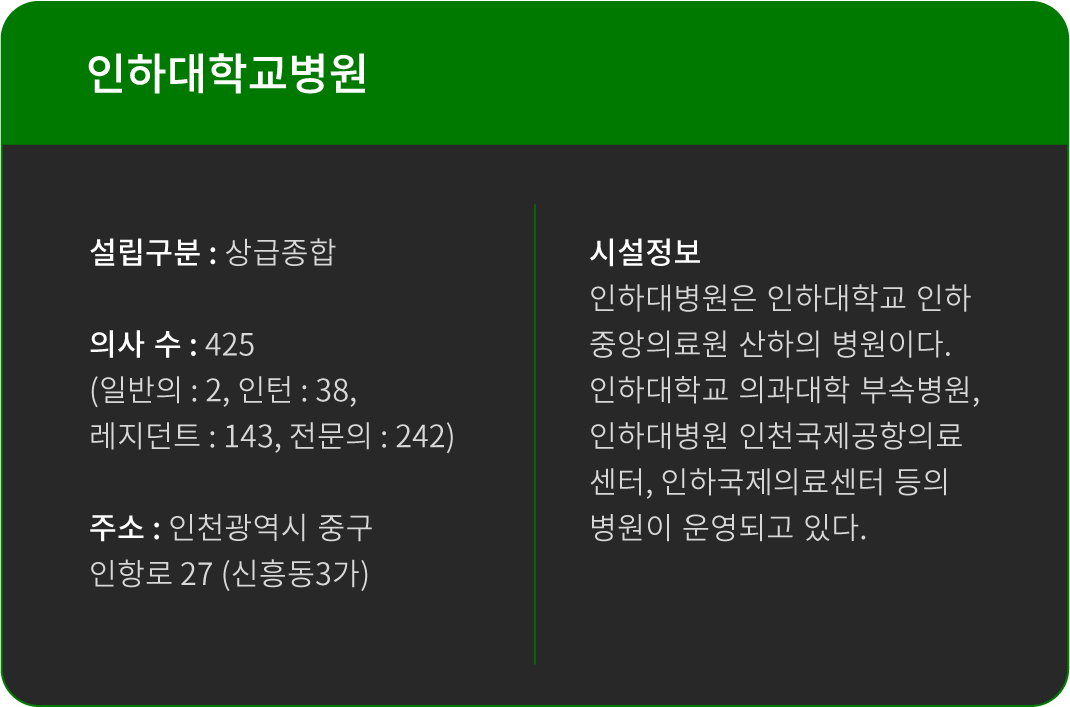 인하대학교병원
설립구분 : 상급종합
의사 수 : 425
(일반의 : 2, 인턴 : 38,
레지던트 : 143, 전문의 : 242)
주소 : 인천광역시 중구
인항로 27 (신흥동3가)
시설정보
인하대병원은 인하대학교 인하
중앙의료원 산하의 병원이다.
인하대학교 의과대학 부속병원,
인하대병원 인천국제공항의료
센터, 인하국제의료센터 등의
병원이 운영되고 있다.